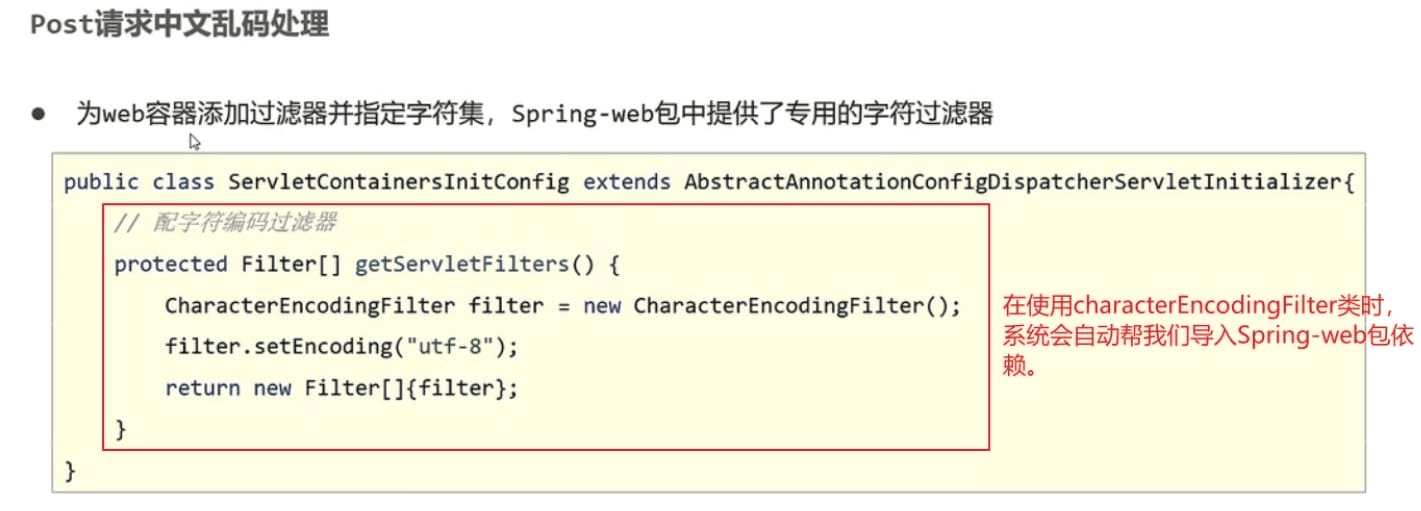 Post请求中文乱码处理
● 为web容器添加过滤器并指定字符集，Spring-web包中提供了专用的字符过滤器
public class ServletContainersInitConfig extends AbstractAnnotationConfigDispatcherServletInitializer{
// 配字符编码过滤器
protected Filter[] getServletFilters() {
CharacterEncodingFilter filter = new CharacterEncodingFilter();
filter.setEncoding("utf-8");
return new Filter[]{filter};
}
}
在使用characterEncodingFilter类时，
系统会自动帮我们导入Spring-web包依
赖。